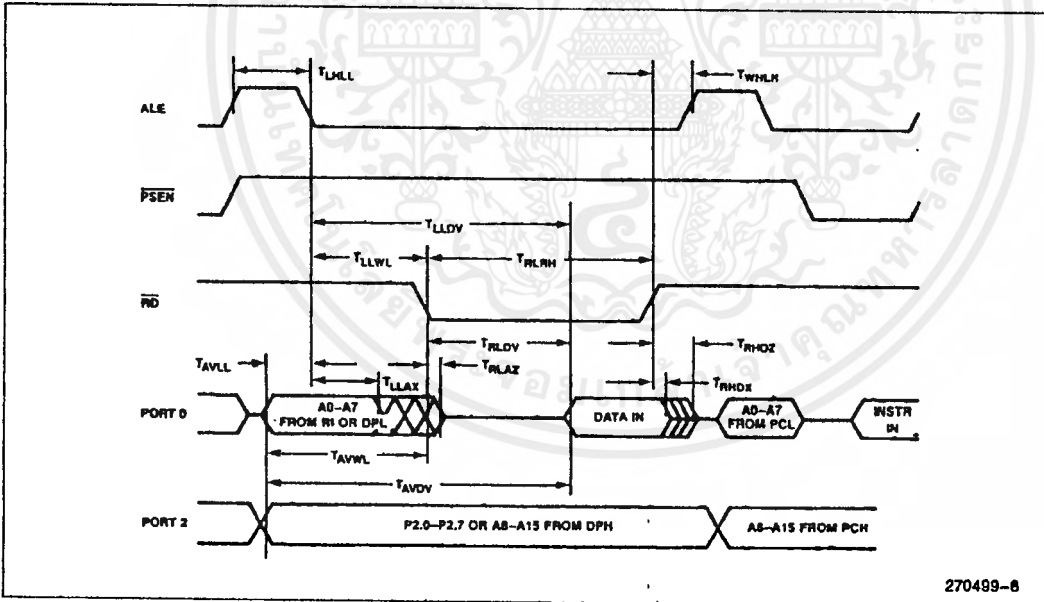 TLHLL
TWHLH
ALE
PSEN
TLLDV
TLLWL
TRLRH
RD
TAVLL
TRLDV
TRHDZ
TLLAX
TRLAZ
TRHDX
PORT 0
A0–A7
FROM RI OR DPL
DATA IN
A0–A7
FROM PCL
INSTR
IN
TAVWL
TAVDV
PORT 2
P2.0–P2.7 OR A8–A15 FROM DPH
A8–A15 FROM PCH
270499–6